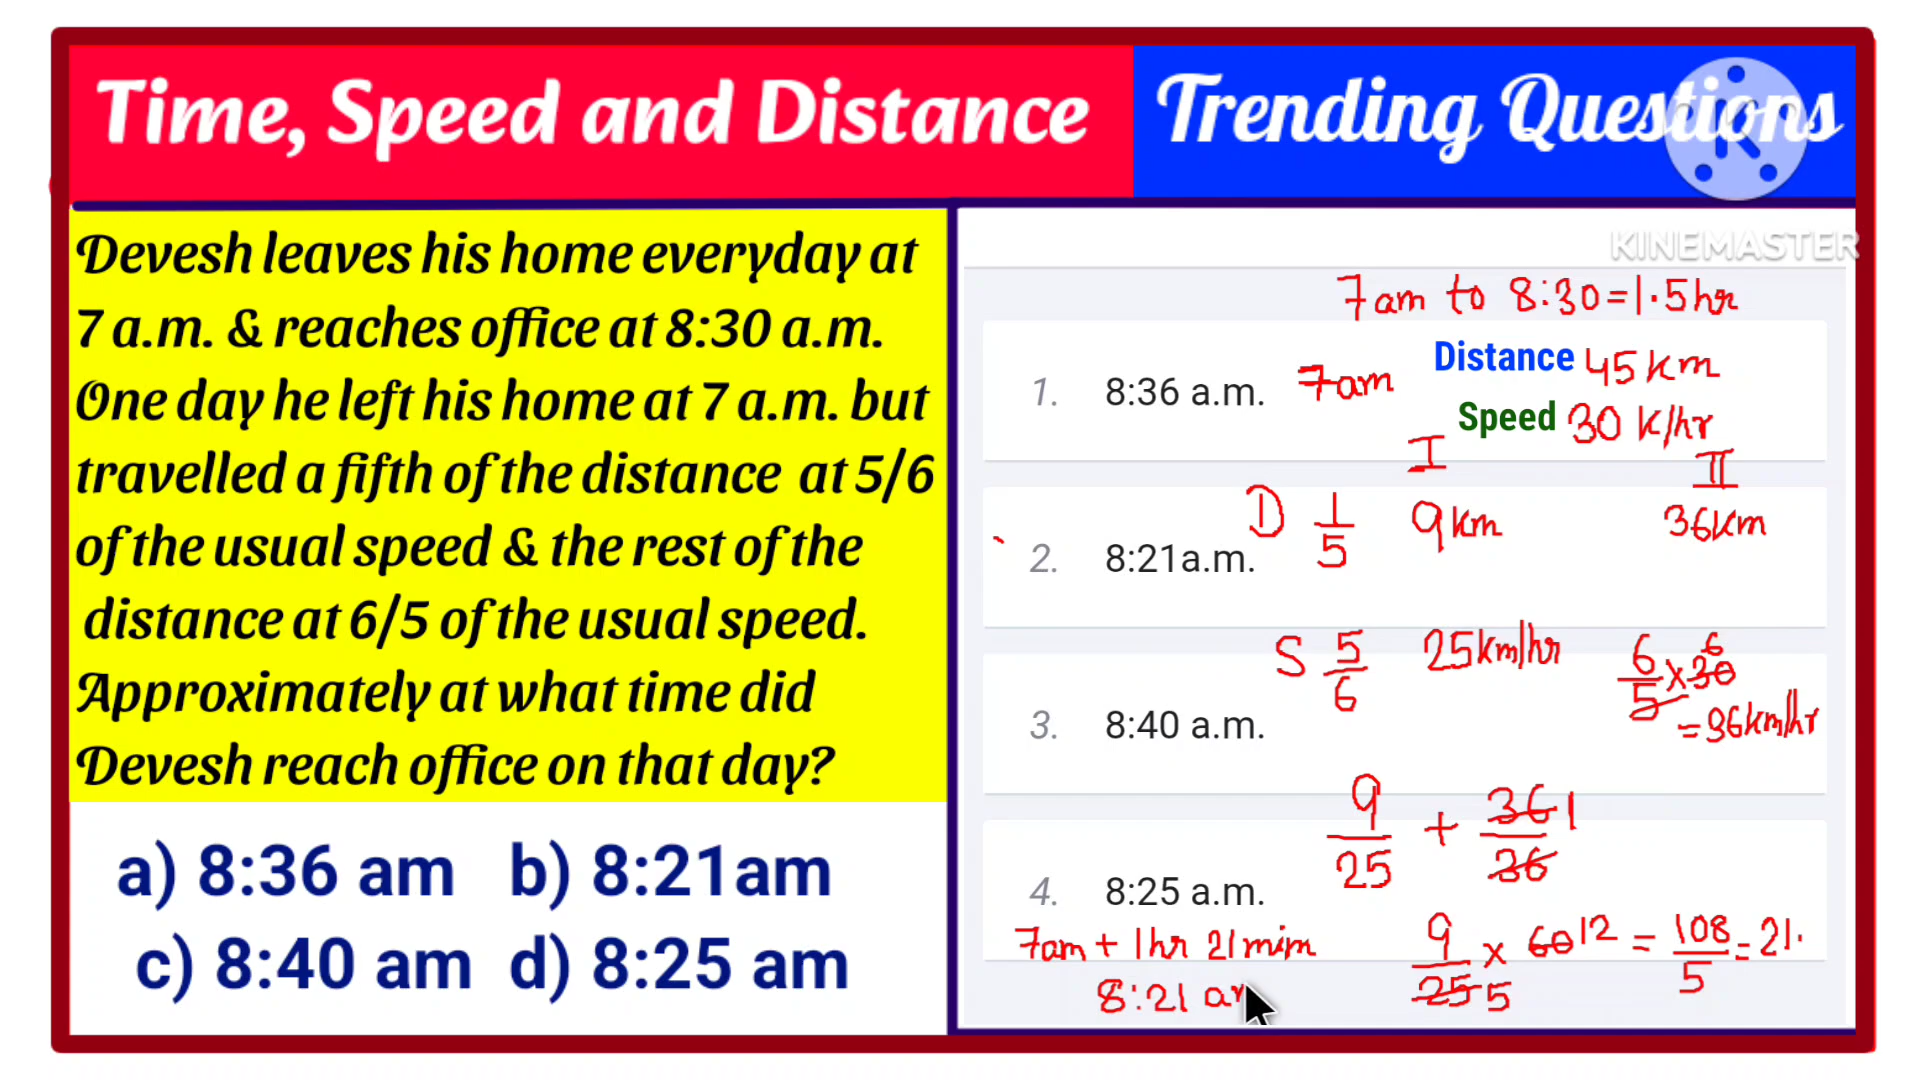 Time, Speed and Distance
Trending Questions
KINEMASTER
Devesh leaves his home everyday at
7 a.m. & reaches office at 8:30 a.m.
One day he left his home at 7 a.m. but
travelled a fifth of the distance at 5/6
of the usual speed & the rest of the
distance at 6/5 of the usual speed.
Approximately at what time did
Devesh reach office on that day?
a) 8:36 am b) 8:21am
c) 8:40 am d) 8:25 am
7am to 8:30=1.5hr
1. 8:36 a.m. 7am
Distance 45km
Speed 30 K/hr
I II
2. 8:21a.m.
D 1/5 9km 36km
S 5/6 25km/hr 6/5 x 30 6
= 36km/hr
3. 8:40 a.m.
9/25 + 36/36 1
4. 8:25 a.m.
7am + 1hr 21min
9/25 5 x 60 12 = 108/5 = 21.
8:21